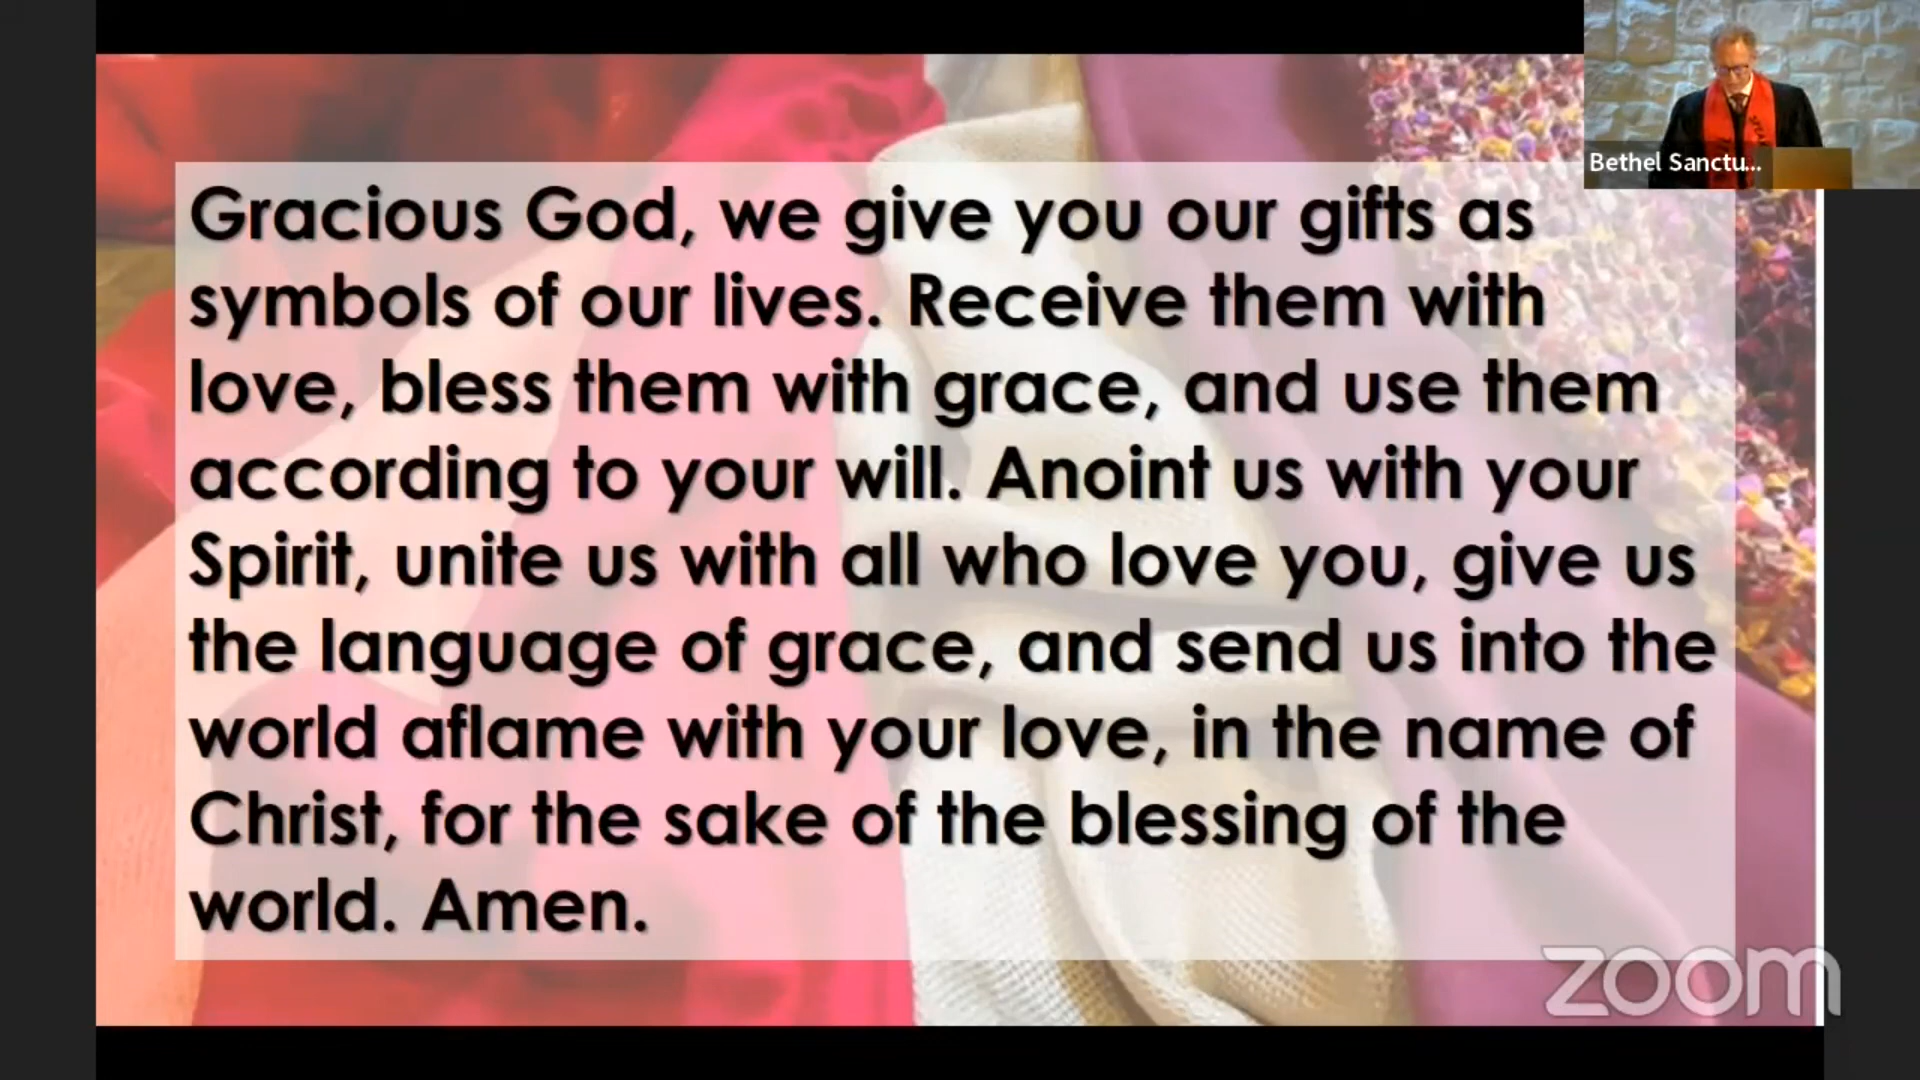 Gracious God, we give you our gifts as
symbols of our lives. Receive them with
love, bless them with grace, and use them
according to your will. Anoint us with your
Spirit, unite us with all who love you, give us
the language of grace, and send us into the
world aflame with your love, in the name of
Christ, for the sake of the blessing of the
world. Amen.
Bethel Sanctu...
zoom